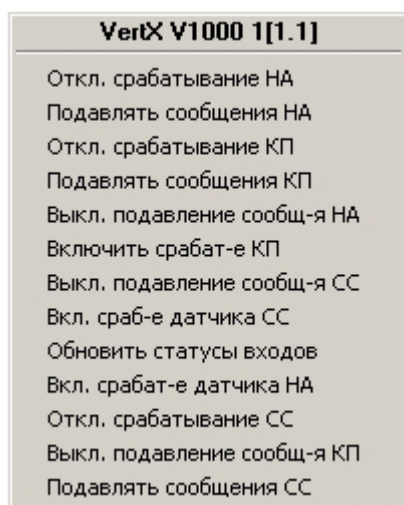 VertX V1000 1[1.1]
Откл. срабатывание НА
Подавлять сообщения НА
Откл. срабатывание КП
Подавлять сообщения КП
Выкл. подавление сообщ-я НА
Включить срабат-е КП
Выкл. подавление сообщ-я СС
Вкл. сраб-е датчика СС
Обновить статусы входов
Вкл. срабат-е датчика НА
Откл. срабатывание СС
Выкл. подавление сообщ-я КП
Подавлять сообщения СС